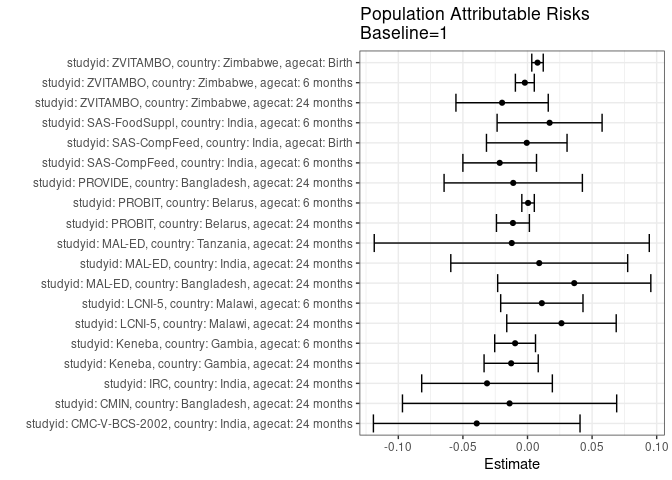 Population Attributable Risks
Baseline=1
studyid: ZVITAMBO, country: Zimbabwe, agecat: Birth
studyid: ZVITAMBO, country: Zimbabwe, agecat: 6 months
studyid: ZVITAMBO, country: Zimbabwe, agecat: 24 months
studyid: SAS-FoodSuppl, country: India, agecat: 6 months
studyid: SAS-CompFeed, country: India, agecat: Birth
studyid: SAS-CompFeed, country: India, agecat: 6 months
studyid: PROVIDE, country: Bangladesh, agecat: 24 months
studyid: PROBIT, country: Belarus, agecat: 6 months
studyid: PROBIT, country: Belarus, agecat: 24 months
studyid: MAL-ED, country: Tanzania, agecat: 24 months
studyid: MAL-ED, country: India, agecat: 24 months
studyid: MAL-ED, country: Bangladesh, agecat: 24 months
studyid: LCNI-5, country: Malawi, agecat: 6 months
studyid: LCNI-5, country: Malawi, agecat: 24 months
studyid: Keneba, country: Gambia, agecat: 6 months
studyid: Keneba, country: Gambia, agecat: 24 months
studyid: IRC, country: India, agecat: 24 months
studyid: CMIN, country: Bangladesh, agecat: 24 months
studyid: CMC-V-BCS-2002, country: India, agecat: 24 months
-0.10 -0.05 0.00 0.05 0.10
Estimate